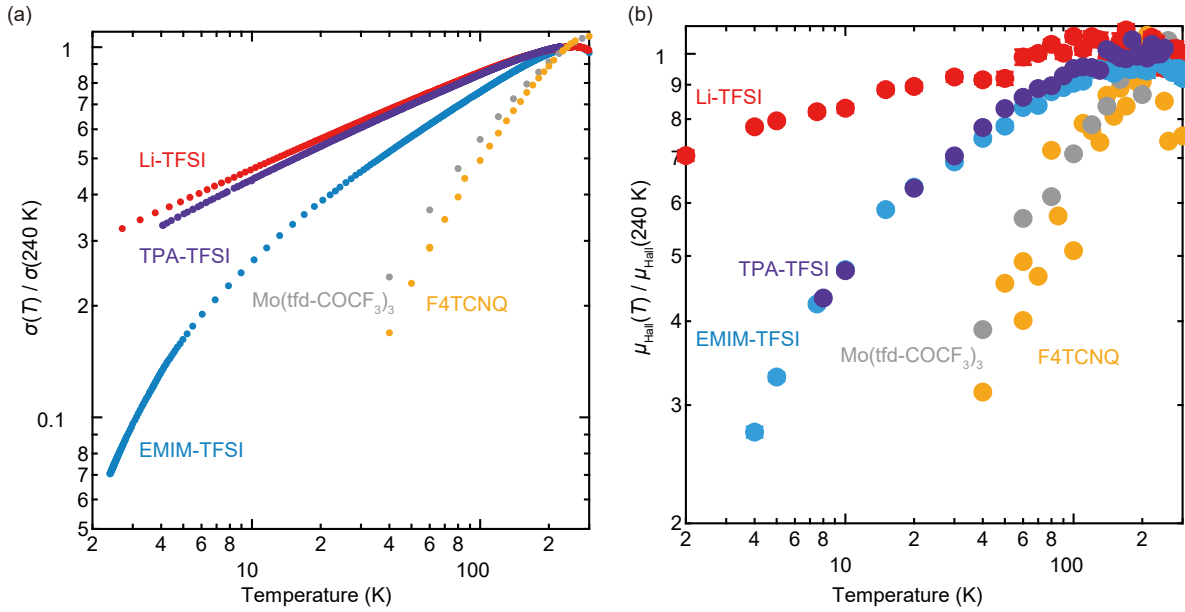 (a)
1
9
8
7
6
5
4
3
2
0.1
9
8
7
6
5
σ(T) / σ(240 K)
Li-TFSI
TPA-TFSI
Mo(tfd-COCF₃)₃
F4TCNQ
EMIM-TFSI
2 4 6 8 10 2 4 6 8 100 2
Temperature (K)
(b)
1
9
8
7
6
5
4
3
2
μHall(T) / μHall(240 K)
Li-TFSI
TPA-TFSI
EMIM-TFSI
Mo(tfd-COCF₃)₃
F4TCNQ
2 4 6 8 10 2 4 6 8 100 2
Temperature (K)